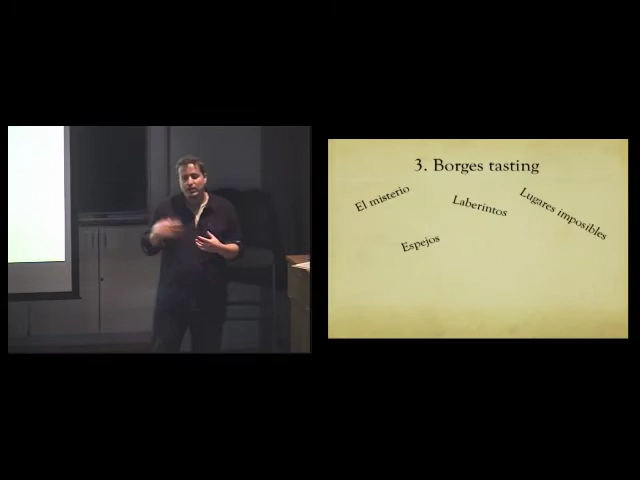 3. Borges tasting
El misterio
Laberintos
Lugares imposibles
Espejos